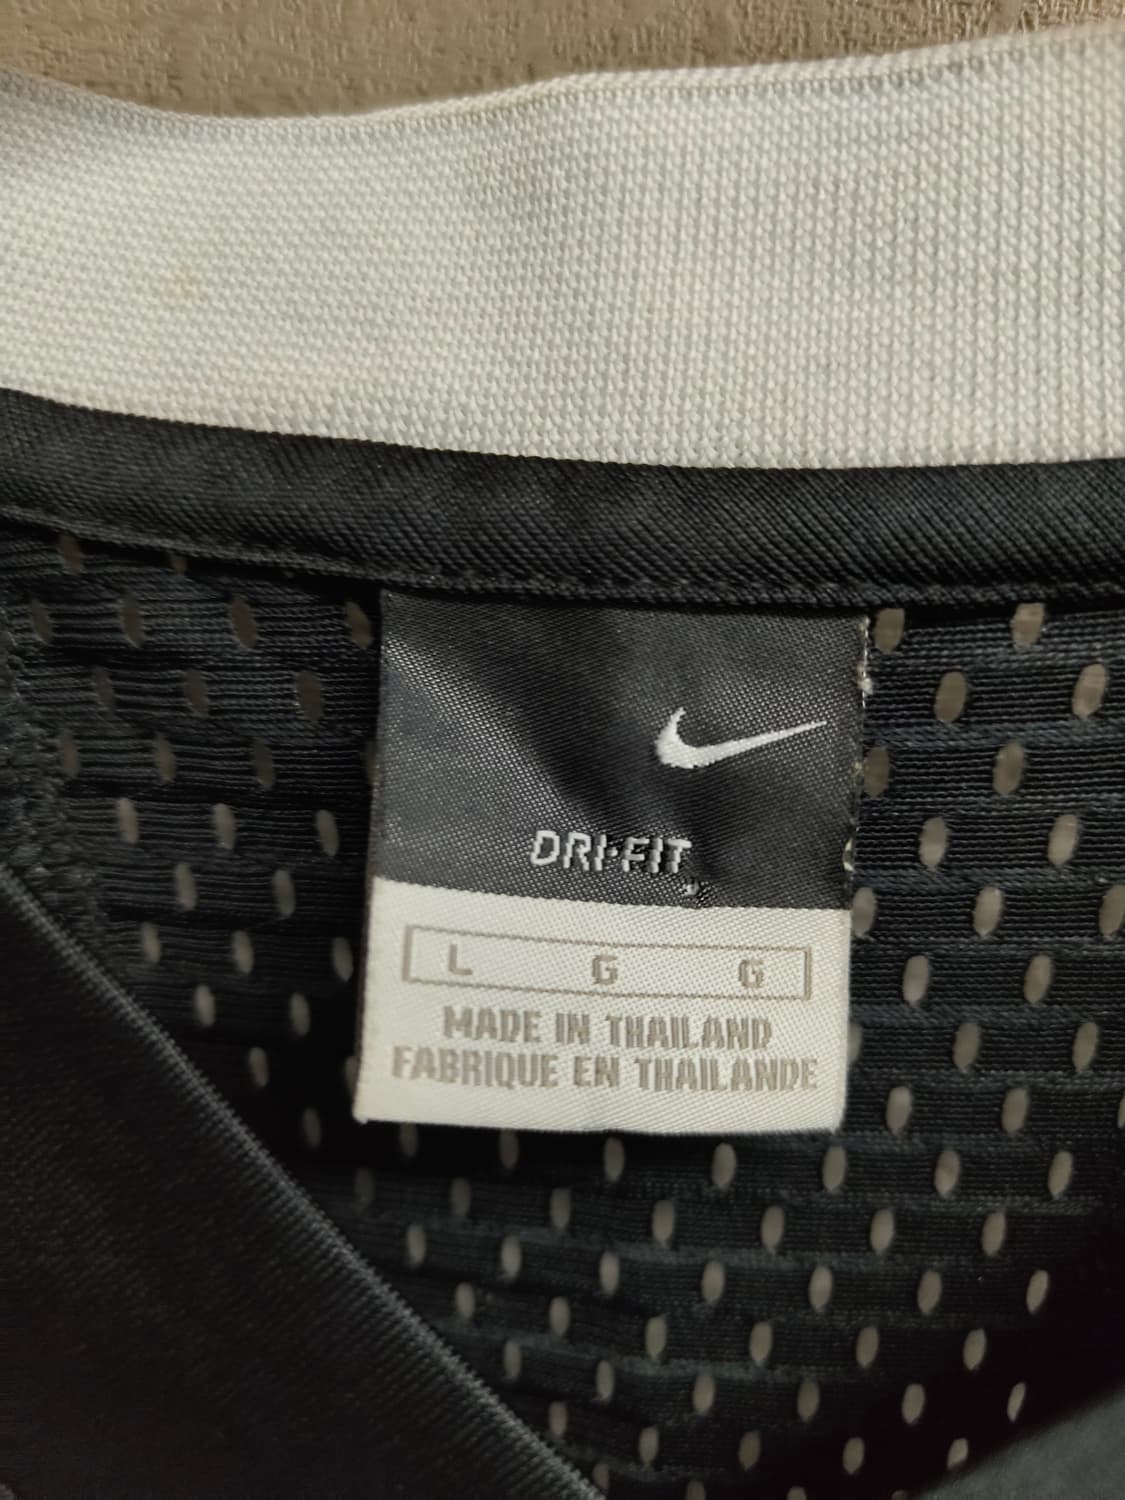 DRI-FIT
L G G
MADE IN THAILAND
FABRIQUE EN THAILANDE